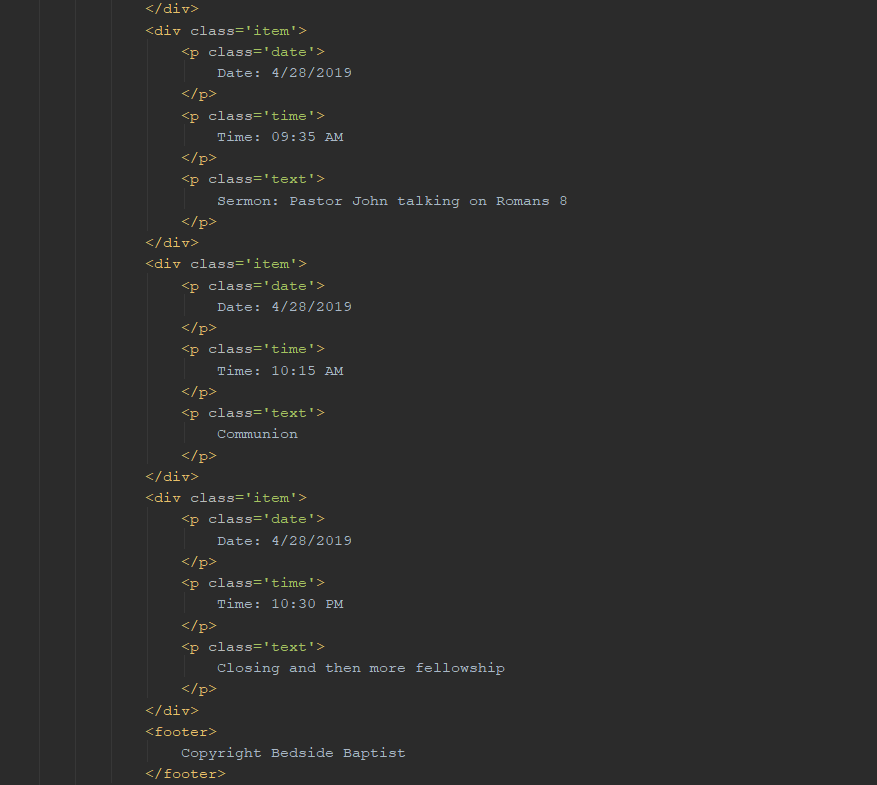 </div>
<div class='item'>
<p class='date'>
Date: 4/28/2019
</p>
<p class='time'>
Time: 09:35 AM
</p>
<p class='text'>
Sermon: Pastor John talking on Romans 8
</p>
</div>
<div class='item'>
<p class='date'>
Date: 4/28/2019
</p>
<p class='time'>
Time: 10:15 AM
</p>
<p class='text'>
Communion
</p>
</div>
<div class='item'>
<p class='date'>
Date: 4/28/2019
</p>
<p class='time'>
Time: 10:30 PM
</p>
<p class='text'>
Closing and then more fellowship
</p>
</div>
<footer>
Copyright Bedside Baptist
</footer>